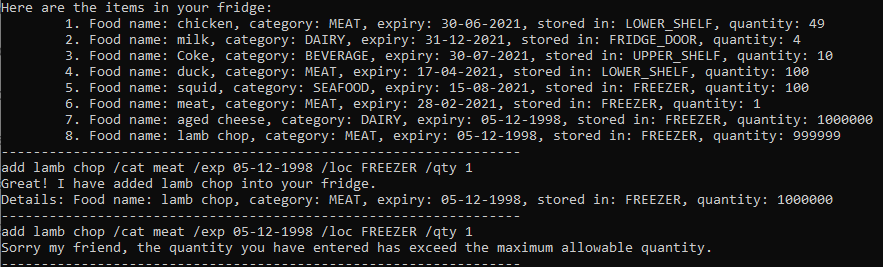 Here are the items in your fridge:
1. Food name: chicken, category: MEAT, expiry: 30-06-2021, stored in: LOWER_SHELF, quantity: 49
2. Food name: milk, category: DAIRY, expiry: 31-12-2021, stored in: FRIDGE_DOOR, quantity: 4
3. Food name: Coke, category: BEVERAGE, expiry: 30-07-2021, stored in: UPPER_SHELF, quantity: 10
4. Food name: duck, category: MEAT, expiry: 17-04-2021, stored in: LOWER_SHELF, quantity: 100
5. Food name: squid, category: SEAFOOD, expiry: 15-08-2021, stored in: FREEZER, quantity: 100
6. Food name: meat, category: MEAT, expiry: 28-02-2021, stored in: FREEZER, quantity: 1
7. Food name: aged cheese, category: DAIRY, expiry: 05-12-1998, stored in: FREEZER, quantity: 1000000
8. Food name: lamb chop, category: MEAT, expiry: 05-12-1998, stored in: FREEZER, quantity: 999999
-----------------------------------------------------------------
add lamb chop /cat meat /exp 05-12-1998 /loc FREEZER /qty 1
Great! I have added lamb chop into your fridge.
Details: Food name: lamb chop, category: MEAT, expiry: 05-12-1998, stored in: FREEZER, quantity: 1000000
-----------------------------------------------------------------
add lamb chop /cat meat /exp 05-12-1998 /loc FREEZER /qty 1
Sorry my friend, the quantity you have entered has exceed the maximum allowable quantity.
-----------------------------------------------------------------